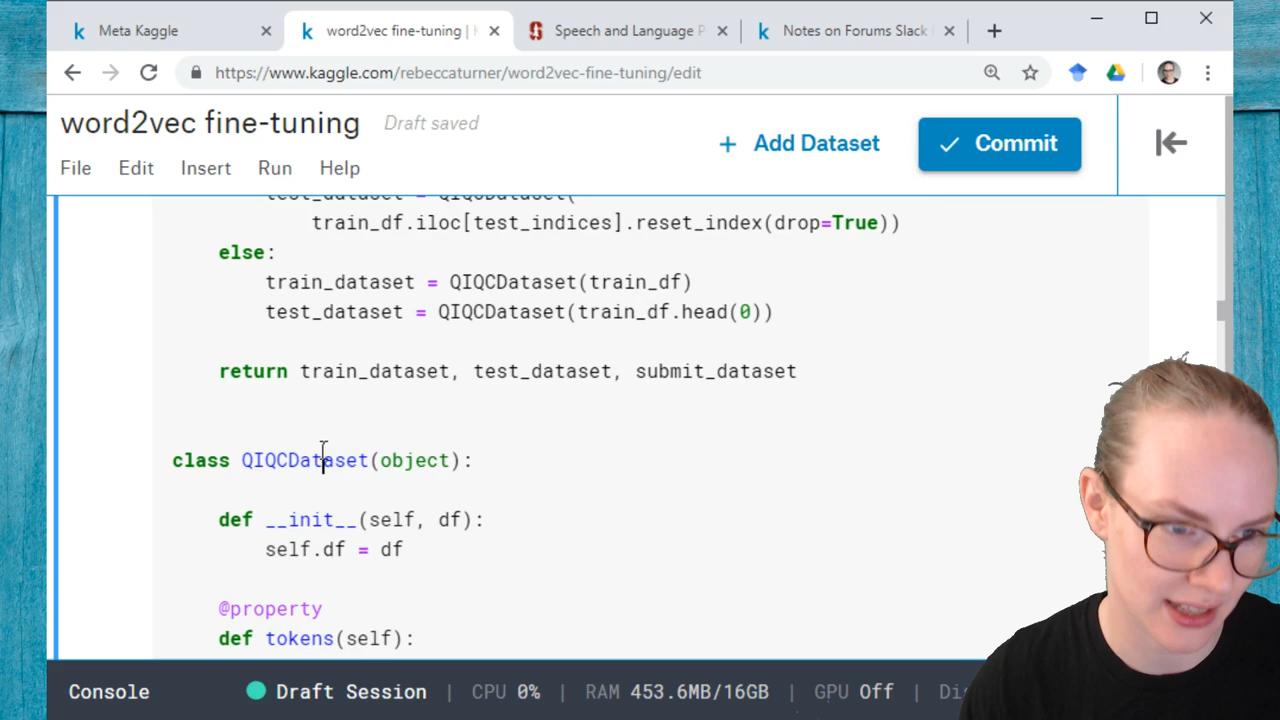 Meta Kaggle
word2vec fine-tuning |
Speech and Language P
Notes on Forums Slack
https://www.kaggle.com/rebeccaturner/word2vec-fine-tuning/edit
word2vec fine-tuning Draft saved
+ Add Dataset
Commit
File Edit Insert Run Help
test_dataset = QIQCDataset(
train_df.iloc[test_indices].reset_index(drop=True))
else:
train_dataset = QIQCDataset(train_df)
test_dataset = QIQCDataset(train_df.head(0))
return train_dataset, test_dataset, submit_dataset
class QIQCDataset(object):
def __init__(self, df):
self.df = df
@property
def tokens(self):
Console Draft Session | CPU 0% | RAM 453.6MB/16GB | GPU Off | Di